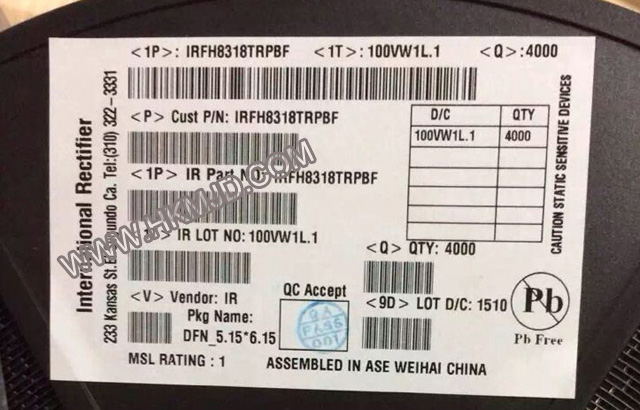 <1P>: IRFH8318TRPBF <1T>: 100VW1L.1 <Q>: 4000
<P> Cust P/N: IRFH8318TRPBF
<1P> IR Part NO: IRFH8318TRPBF
IR LOT NO: 100VW1L.1
<Q> QTY: 4000
<V> Vendor: IR
Pkg Name:
DFN_5.15*6.15
QC Accept
QA
PASS
001
<9D> LOT D/C: 1510
MSL RATING : 1 ASSEMBLED IN ASE WEIHAI CHINA
D/C QTY
100VW1L.1 4000
CAUTION STATIC SENSITIVE DEVICES
Pb
Pb Free
International Rectifier
233 Kansas St. El Segundo Ca. Tel:(310) 322-3331
WWW.HKMJD.COM